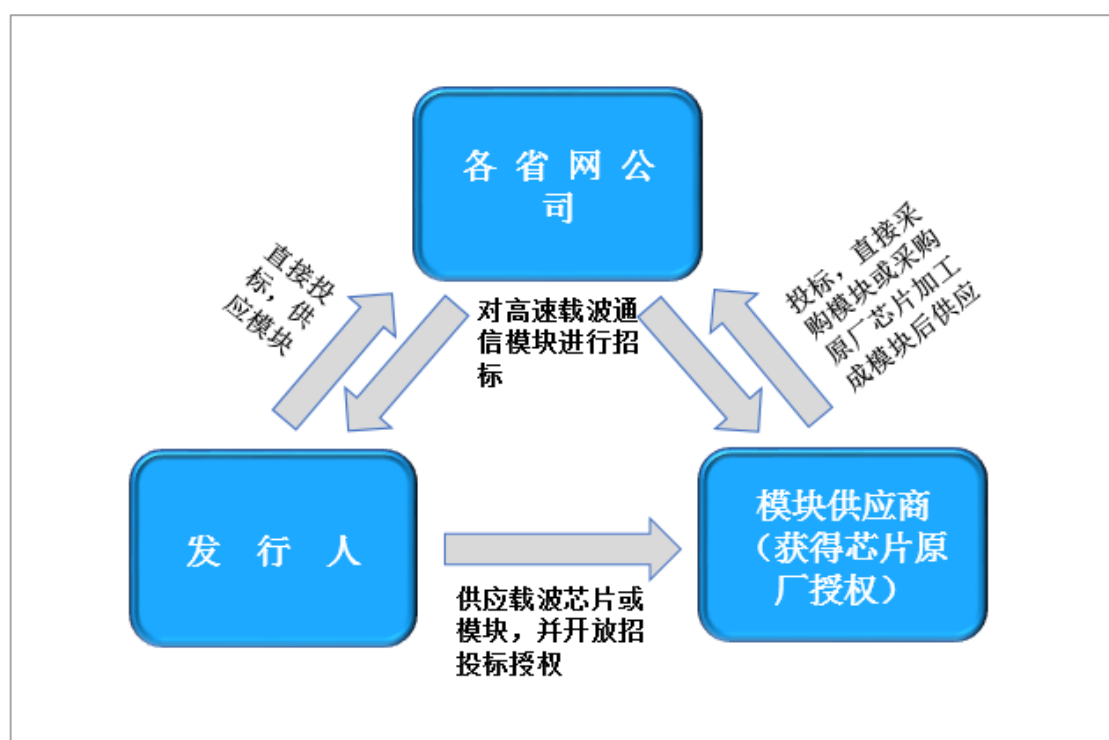 各 省 网 公
司
直接投
标，供
应模块
对高速载波通
信模块进行招
标
投标，直接采
购模块或采购
原厂芯片加工
成模块后供应
发 行 人
模块供应商
（获得芯片原
厂授权）
供应载波芯片或
模块，并开放招
投标授权